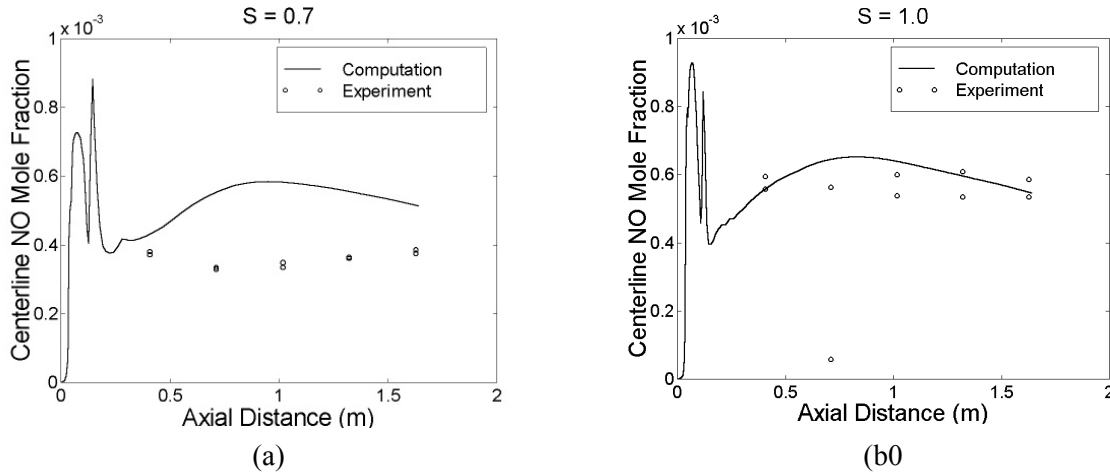 S = 0.7
x 10⁻³
1
0.8
0.6
0.4
0.2
0
0
0.5
1
1.5
2
Centerline NO Mole Fraction
Axial Distance (m)
Computation
Experiment
(a)
S = 1.0
x 10⁻³
1
0.8
0.6
0.4
0.2
0
0
0.5
1
1.5
2
Centerline NO Mole Fraction
Axial Distance (m)
Computation
Experiment
(b0